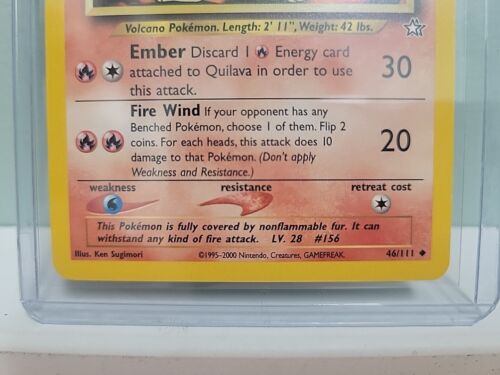 Volcano Pokémon. Length: 2' 11", Weight: 42 lbs.
Ember Discard 1 Energy card
attached to Quilava in order to use
this attack.
30
Fire Wind If your opponent has any
Benched Pokémon, choose 1 of them. Flip 2
coins. For each heads, this attack does 10
damage to that Pokémon. (Don't apply
Weakness and Resistance.)
20
weakness resistance retreat cost
This Pokémon is fully covered by nonflammable fur. It can
withstand any kind of fire attack. LV. 28 #156
Illus. Ken Sugimori ©1995-2000 Nintendo, Creatures, GAMEFREAK. 46/111